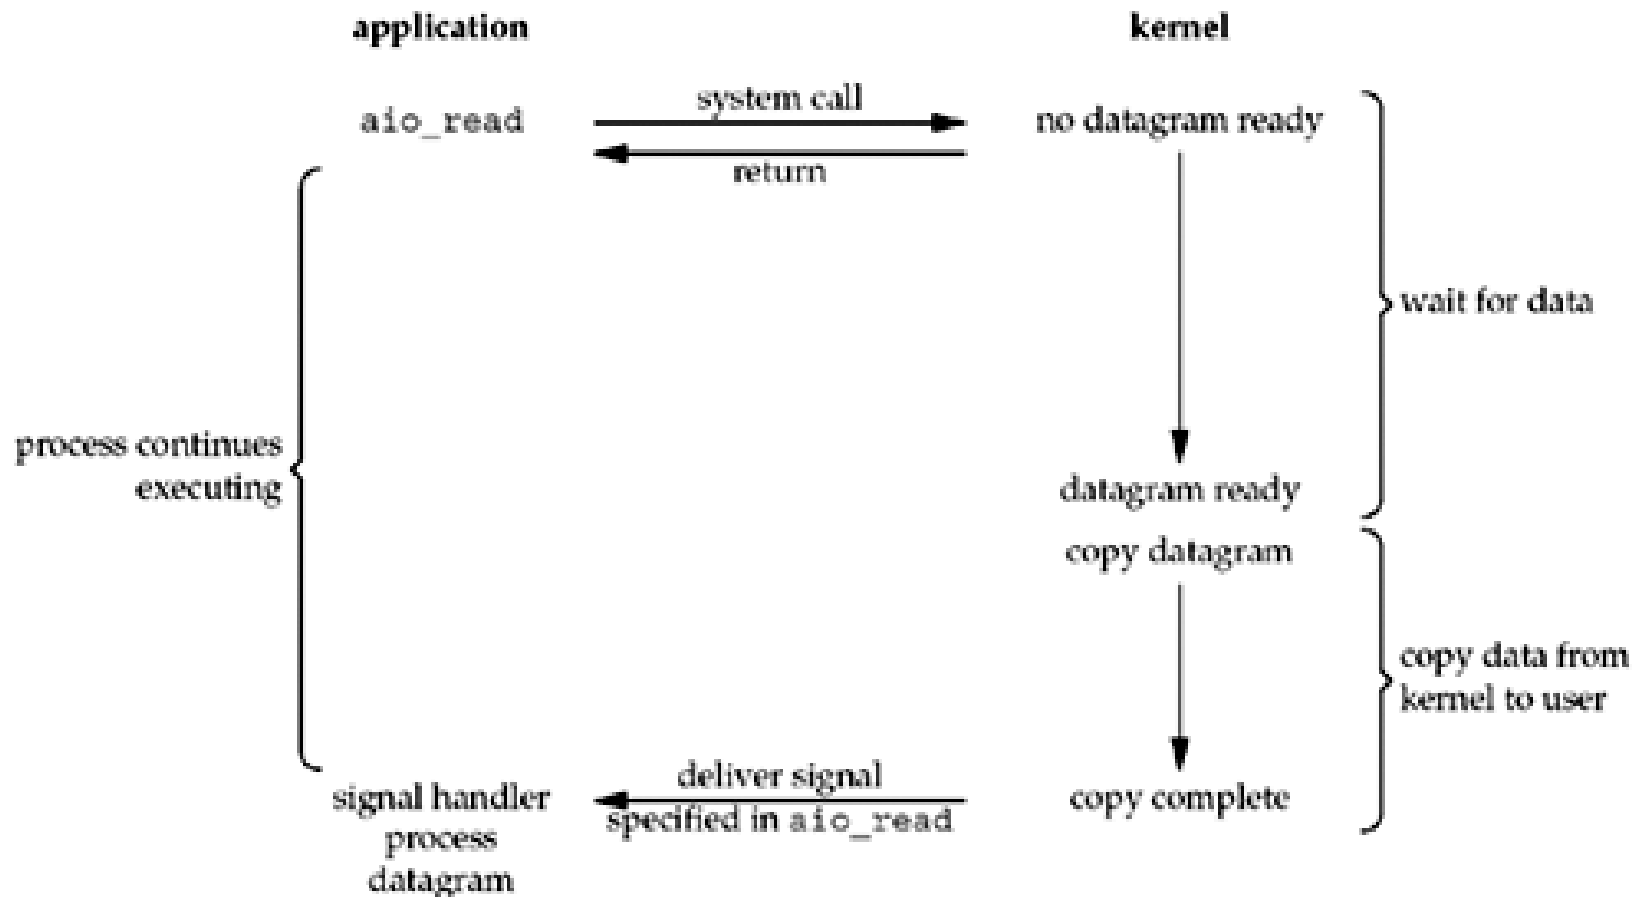 application
kernel
system call
aio_read
no datagram ready
return
wait for data
process continues
executing
datagram ready
copy datagram
copy data from
kernel to user
deliver signal
signal handler
specified in aio_read
copy complete
process
datagram